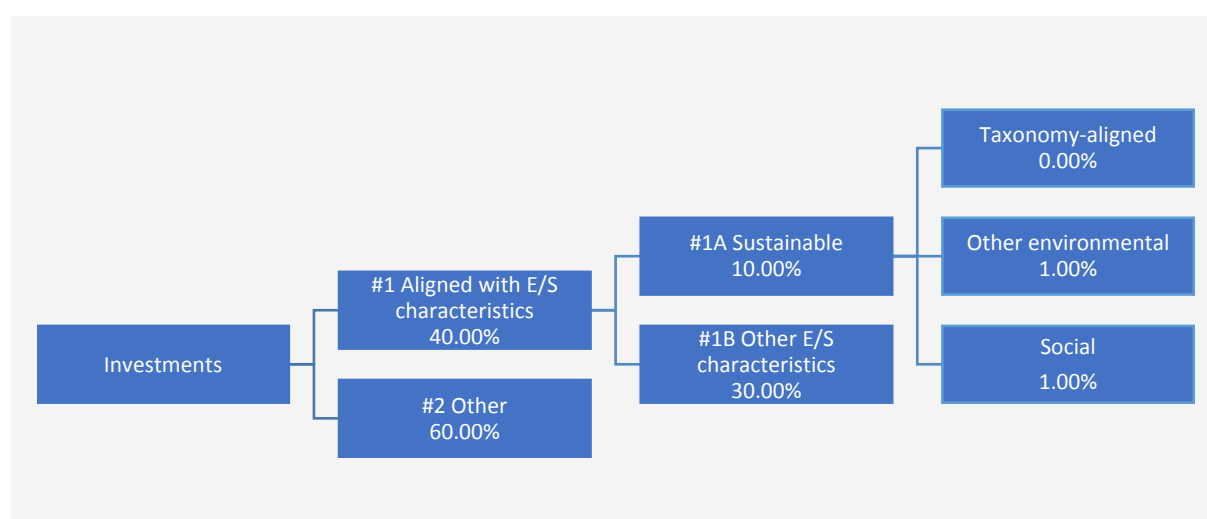 Investments
#1 Aligned with E/S
characteristics
40.00%
#2 Other
60.00%
#1A Sustainable
10.00%
#1B Other E/S
characteristics
30.00%
Taxonomy-aligned
0.00%
Other environmental
1.00%
Social
1.00%